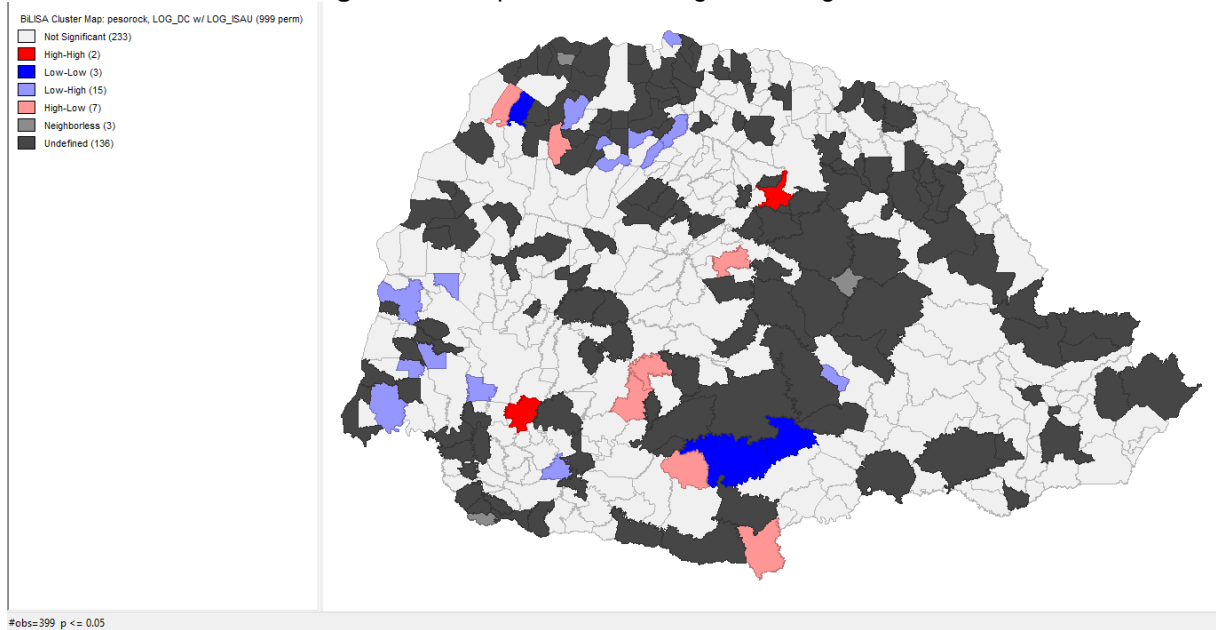 BiLISA Cluster Map: pesorock, LOG_DC w/ LOG_ISAU (999 perm)
Not Significant (233)
High-High (2)
Low-Low (3)
Low-High (15)
High-Low (7)
Neighborless (3)
Undefined (136)
#obs=399 p <= 0.05